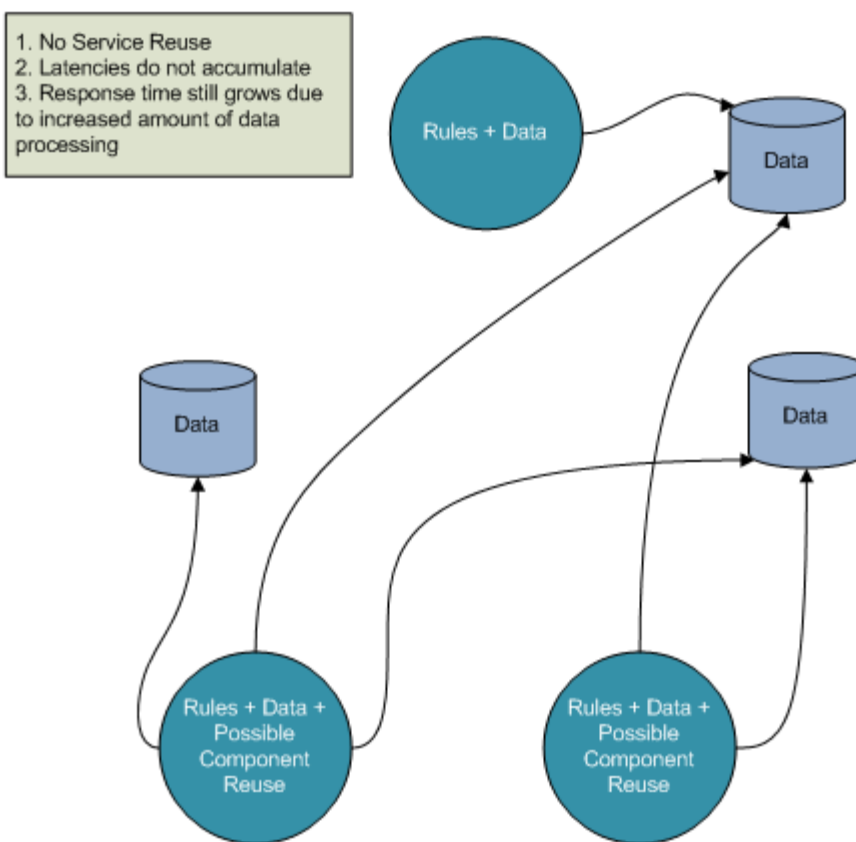 1. No Service Reuse
2. Latencies do not accumulate
3. Response time still grows due
to increased amount of data
processing
Rules + Data
Data
Data
Data
Rules + Data +
Possible
Component
Reuse
Rules + Data +
Possible
Component
Reuse